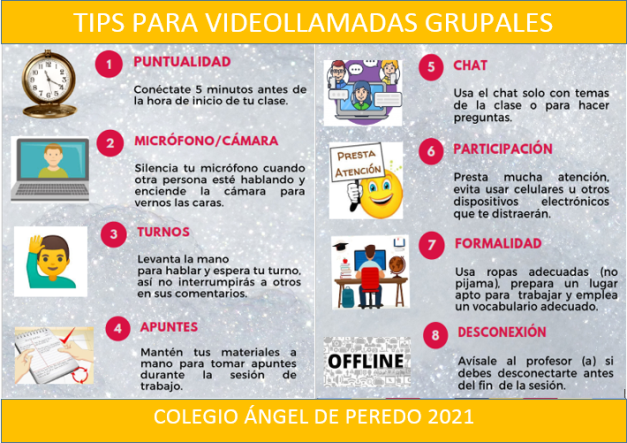 TIPS PARA VIDEOLLAMADAS GRUPALES
1
PUNTUALIDAD
Conéctate 5 minutos antes de
la hora de inicio de tu clase.
2
MICRÓFONO/CÁMARA
Silencia tu micrófono cuando
otra persona esté hablando y
enciende la cámara para
vernos las caras.
3
TURNOS
Levanta la mano
para hablar y espera tu turno,
así no interrumpirás a otros
en sus comentarios.
4
APUNTES
Mantén tus materiales a
mano para tomar apuntes
durante la sesión de
trabajo.
5
CHAT
Usa el chat solo con temas
de la clase o para hacer
preguntas.
PRESTA
ATENCIÓN
6
PARTICIPACIÓN
Presta mucha atención,
evita usar celulares u otros
dispositivos electrónicos
que te distraerán.
7
FORMALIDAD
Usa ropas adecuadas (no
pijama), prepara un lugar
apto para trabajar y emplea
un vocabulario adecuado.
OFFLINE
8
DESCONEXIÓN
Avísale al profesor (a) si
debes desconectarte antes
del fin de la sesión.
COLEGIO ÁNGEL DE PEREDO 2021